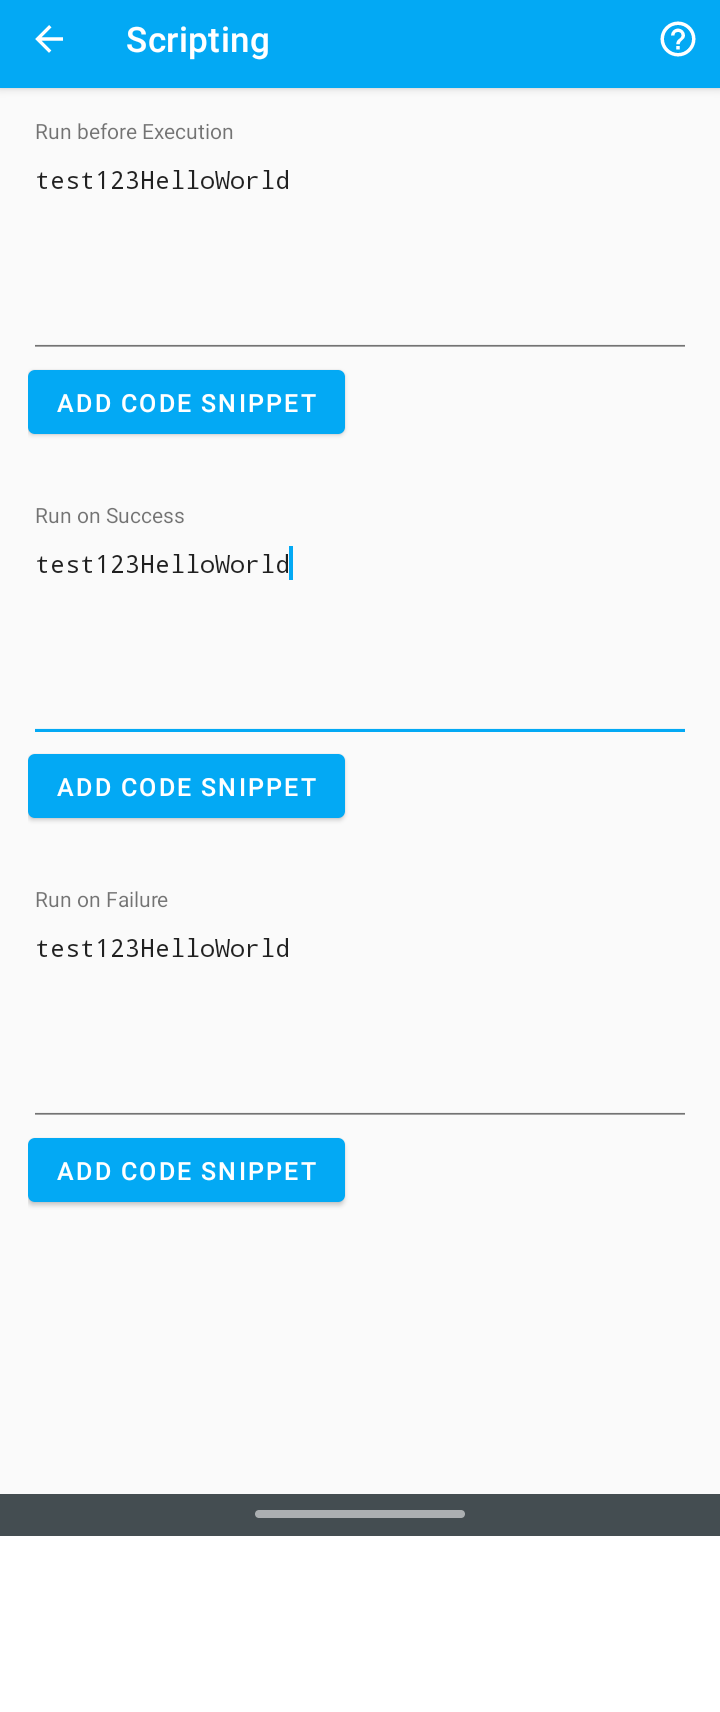 Scripting
Run before Execution
test123HelloWorld
ADD CODE SNIPPET
Run on Success
test123HelloWorld
ADD CODE SNIPPET
Run on Failure
test123HelloWorld
ADD CODE SNIPPET